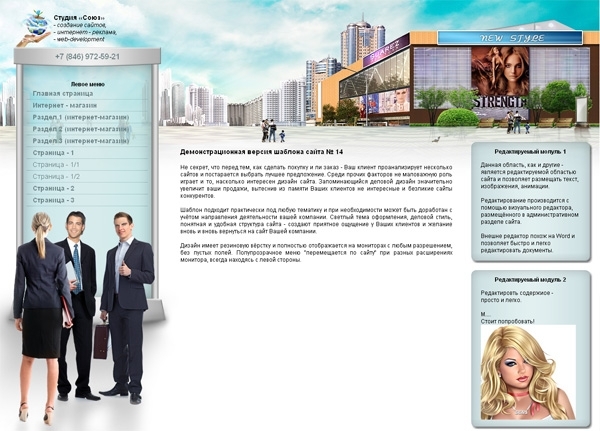 Студия «Союз»
- создание сайтов,
- интернет - реклама,
- web-development
+7 (846) 972-59-21
NEW STYLE
SUAREZ
STRENGTH
Левое меню
Главная страница
Интернет - магазин
Раздел 1 (интернет-магазин)
Раздел 2 (интернет-магазин)
Страница - 1
Страница - 1/1
Страница - 1/2
Страница - 2
Страница - 3
Демонстрационная версия шаблона сайта № 14
Не секрет, что перед тем, как сделать покупку и ли заказ - Ваш клиент проанализирует несколько
сайтов и постарается выбрать лучшее предложение. Среди прочих факторов не маловажную роль
играет и то, насколько интересен дизайн сайта. Запоминающийся деловой дизайн значительно
увеличит ваши продажи, вытеснив из памяти Ваших клиентов не интересные и безликие сайты
конкурентов.
Шаблон подходит практически под любую тематику и при необходимости может быть доработан с
учётом направления деятельности вашей компании. Светлый тема оформления, деловой стиль,
понятная и удобная структура сайта - создают приятное ощущение у Ваших клиентов и желание
вновь и вновь вернуться на сайт Вашей компании.
Дизайн имеет резиновую вёрстку и полностью отображается на мониторах с любым разрешением,
без пустых полей. Полупрозрачное меню "перемещается по сайту" при разных расширениях
монитора, всегда находясь с левой стороны.
Редактируемый модуль 1
Данная область, как и другие -
является редактируемой областью
сайта и позволяет размещать текст,
изображения, анимации.
Редактирование производится с
помощью визуального редактора,
размещённого в административном
разделе сайта.
Внешне редактор похож на Word и
позволяет быстро и легко
редактировать документы.
Редактируемый модуль 2
Редактировть содержиое -
просто и легко.
М...
Стоит попробовать!